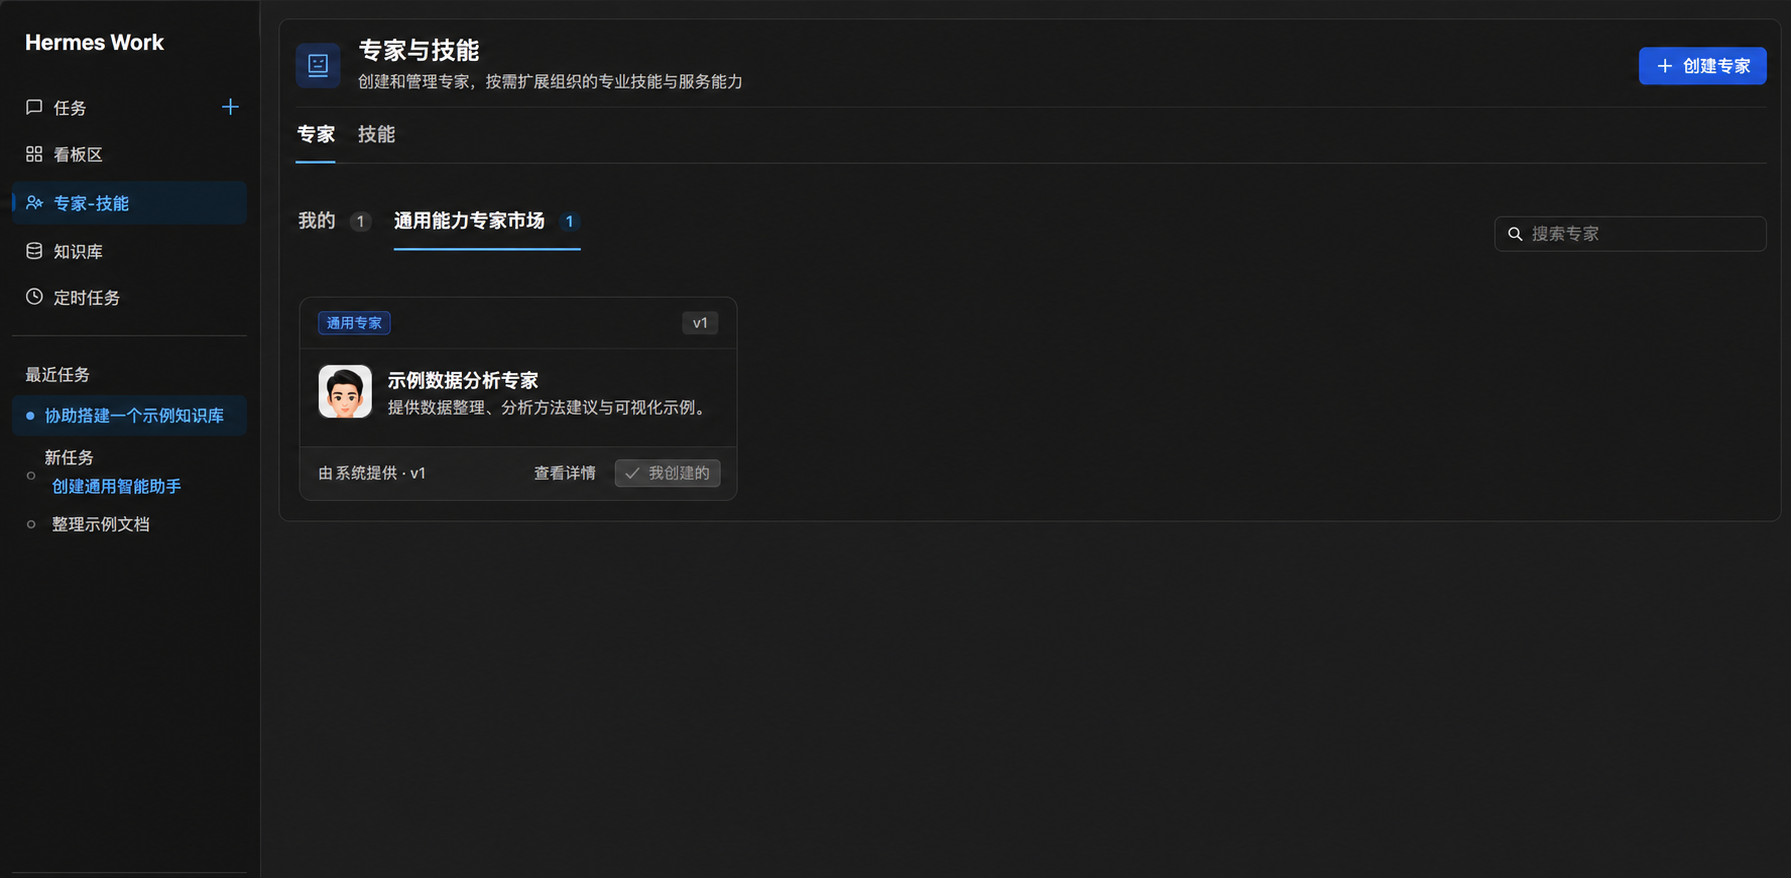 Hermes Work
任务
看板区
专家-技能
知识库
定时任务
最近任务
协助搭建一个示例知识库
新任务
创建通用智能助手
整理示例文档
专家与技能
创建和管理专家，按需扩展组织的专业技能与服务能力
创建专家
专家 技能
我的 1 通用能力专家市场 1
搜索专家
通用专家 v1
示例数据分析专家
提供数据整理、分析方法建议与可视化示例。
由系统提供 · v1 查看详情 我创建的